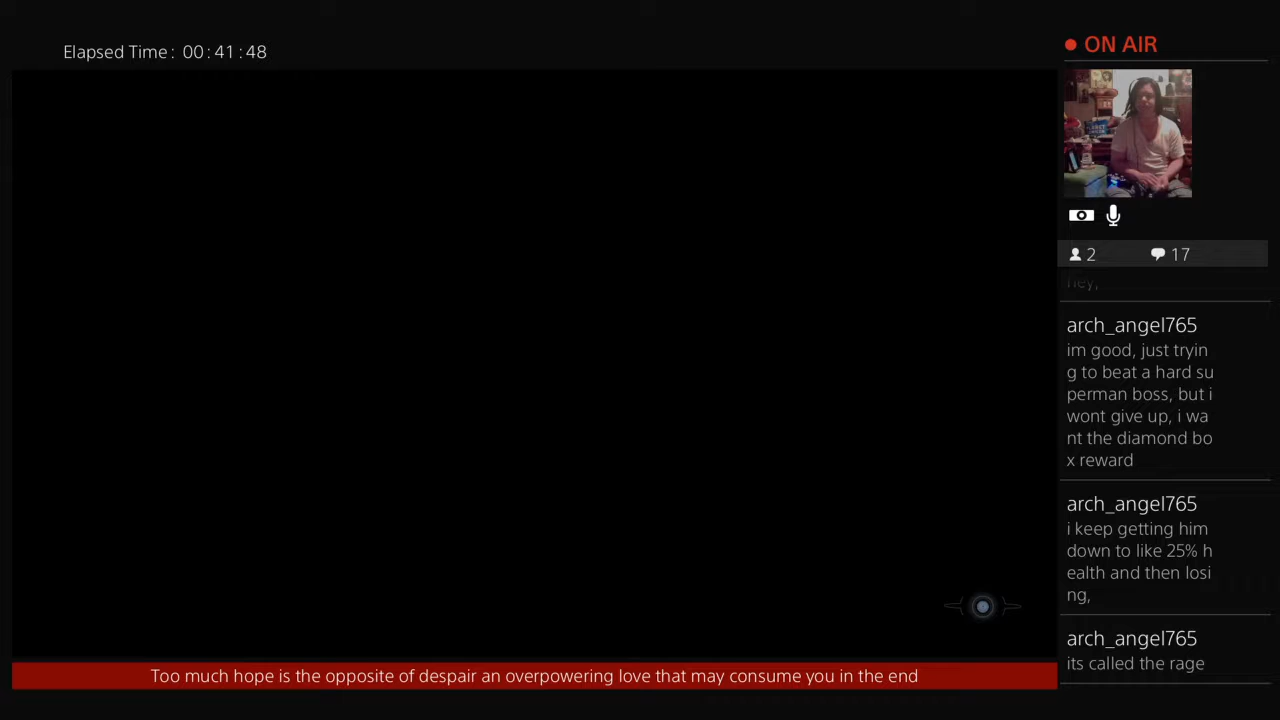 Elapsed Time: 00:41:48
ON AIR
2 17
hey,
arch_angel765
im good, just tryin
g to beat a hard su
perman boss, but i
wont give up, i wa
nt the diamond bo
x reward
arch_angel765
i keep getting him
down to like 25% h
ealth and then losi
ng,
arch_angel765
its called the rage
Too much hope is the opposite of despair an overpowering love that may consume you in the end